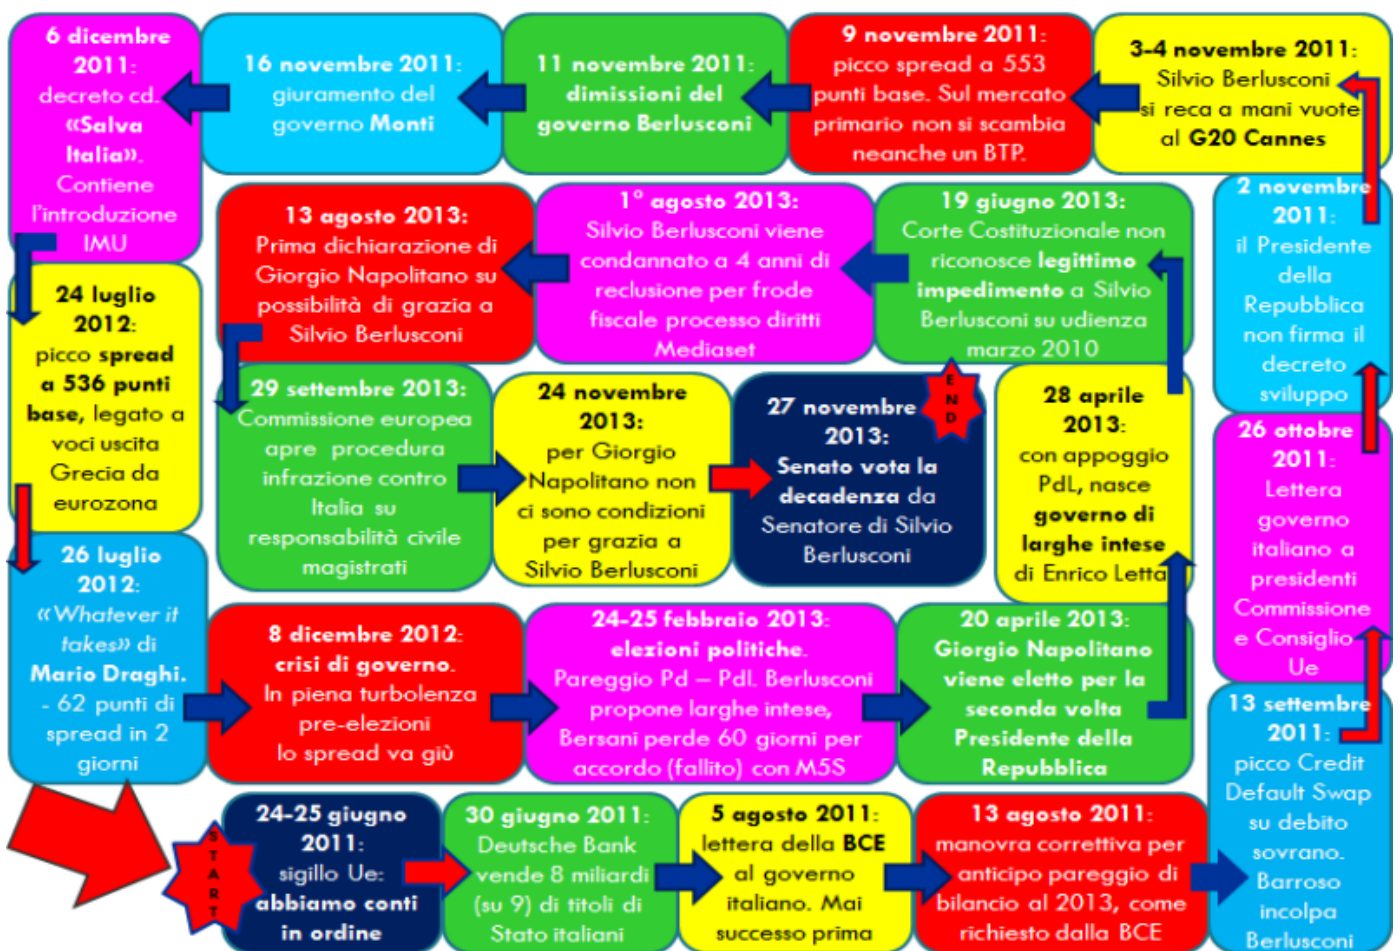 START
24-25 giugno
2011:
sigillo Ue:
abbiamo conti
in ordine
30 giugno 2011:
Deutsche Bank
vende 8 miliardi
(su 9) di titoli di
Stato italiani
5 agosto 2011:
lettera della BCE
al governo
italiano. Mai
successo prima
13 agosto 2011:
manovra correttiva per
anticipo pareggio di
bilancio al 2013, come
richiesto dalla BCE
13 settembre
2011:
picco Credit
Default Swap
su debito
sovrano.
Barroso
incolpa
Berlusconi
26 ottobre
2011:
Lettera
governo
italiano a
presidenti
Commissione
e Consiglio
Ue
2 novembre
2011:
il Presidente
della
Repubblica
non firma il
decreto
sviluppo
3-4 novembre 2011:
Silvio Berlusconi
si reca a mani vuote
al G20 Cannes
9 novembre 2011:
picco spread a 553
punti base. Sul mercato
primario non si scambia
neanche un BTP.
11 novembre 2011:
dimissioni del
governo Berlusconi
16 novembre 2011:
giuramento del
governo Monti
6 dicembre
2011:
decreto cd.
«Salva
Italia».
Contiene
l'introduzione
IMU
24 luglio
2012:
picco spread
a 536 punti
base, legato a
voci uscita
Grecia da
eurozona
26 luglio
2012:
«Whatever it
takes» di
Mario Draghi.
- 62 punti di
spread in 2
giorni
8 dicembre 2012:
crisi di governo.
In piena turbolenza
pre-elezioni
lo spread va giù
24-25 febbraio 2013:
elezioni politiche.
Pareggio Pd – Pdl. Berlusconi
propone larghe intese,
Bersani perde 60 giorni per
accordo (fallito) con M5S
20 aprile 2013:
Giorgio Napolitano
viene eletto per la
seconda volta
Presidente della
Repubblica
28 aprile
2013:
con appoggio
PdL, nasce
governo di
larghe intese
di Enrico Letta
19 giugno 2013:
Corte Costituzionale non
riconosce legittimo
impedimento a Silvio
Berlusconi su udienza
marzo 2010
1° agosto 2013:
Silvio Berlusconi viene
condannato a 4 anni di
reclusione per frode
fiscale processo diritti
Mediaset
13 agosto 2013:
Prima dichiarazione di
Giorgio Napolitano su
possibilità di grazia a
Silvio Berlusconi
29 settembre 2013:
Commissione europea
apre procedura
infrazione contro
Italia su
responsabilità civile
magistrati
24 novembre
2013:
per Giorgio
Napolitano non
ci sono condizioni
per grazia a
Silvio Berlusconi
27 novembre
2013:
Senato vota la
decadenza da
Senatore di Silvio
Berlusconi
END